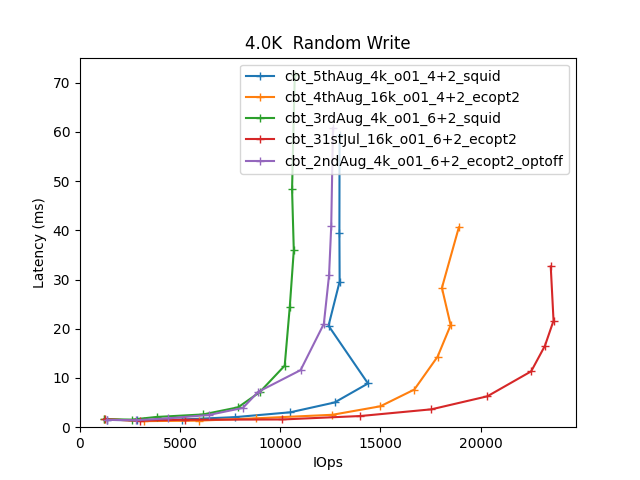 4.0K  Random Write
cbt_5thAug_4k_o01_4+2_squid
cbt_4thAug_16k_o01_4+2_ecopt2
cbt_3rdAug_4k_o01_6+2_squid
cbt_31stJul_16k_o01_6+2_ecopt2
cbt_2ndAug_4k_o01_6+2_ecopt2_optoff
Latency (ms)
70
60
50
40
30
20
10
0
0 5000 10000 15000 20000
IOps